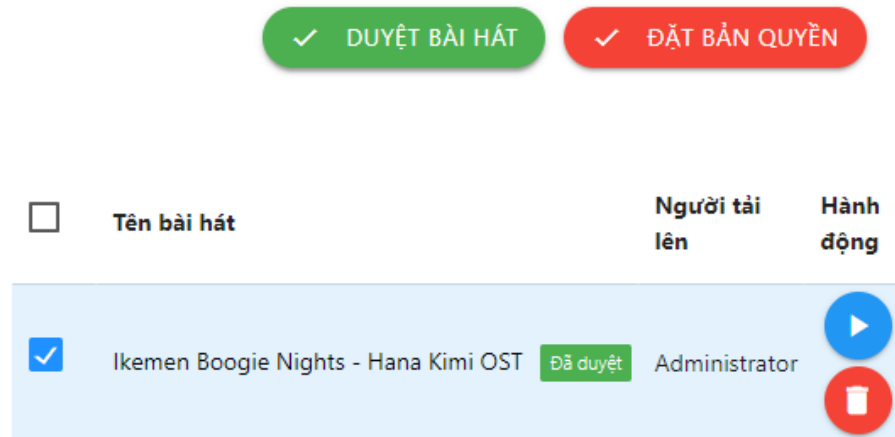 DUYỆT BÀI HÁT
ĐẶT BẢN QUYỀN
Tên bài hát
Người tải lên
Hành động
Ikemen Boogie Nights - Hana Kimi OST
Đã duyệt
Administrator